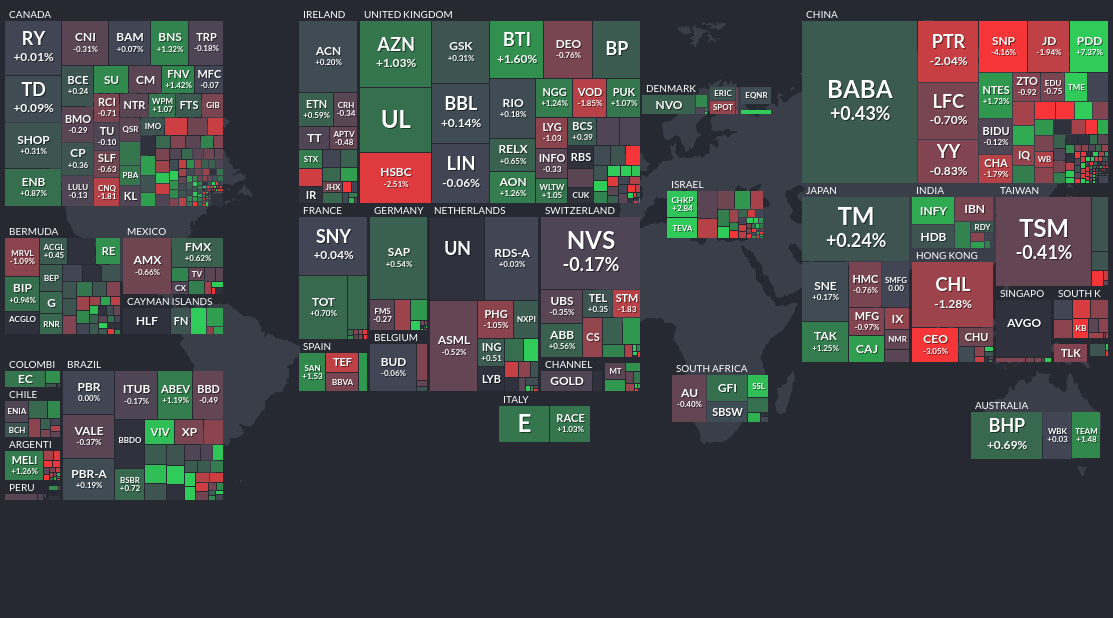 CANADA
RY
+0.01%
CNI
-0.31%
BAM
+0.07%
BNS
+1.32%
TRP
-0.18%
TD
+0.09%
BCE
+0.24
SU
CM
FNV
+1.42%
MFC
-0.07
SHOP
+0.31%
BMO
-0.29
RCI
-0.71
NTR
WPM
+1.07
FTS
GIB
TU
-0.10
QSR
IMO
ENB
+0.87%
CP
+0.36
SLF
-0.63
PBA
LULU
-0.13
CNQ
-1.81
KL
BERMUDA
MRVL
-1.09%
ACGL
+0.45
RE
BIP
+0.94%
BEP
G
ACGLO
RNR
MEXICO
AMX
-0.66%
FMX
+0.62%
TV
CX
CAYMAN ISLANDS
HLF
FN
COLOMBI
EC
CHILE
ENIA
BCH
ARGENTI
MELI
+1.26%
PERU
BRAZIL
PBR
0.00%
ITUB
-0.17%
ABEV
+1.19%
BBD
-0.49
VALE
-0.37%
BBDO
VIV
XP
PBR-A
+0.19%
BSBR
+0.72
IRELAND
ACN
+0.20%
ETN
+0.59%
CRH
-0.34
TT
APTV
-0.48
STX
JHX
IR
UNITED KINGDOM
AZN
+1.03%
GSK
+0.31%
BTI
+1.60%
DEO
-0.76%
BP
UL
BBL
+0.14%
RIO
+0.18%
NGG
+1.24%
VOD
-1.85%
PUK
+1.07%
LYG
-1.03
BCS
+0.39
HSBC
-2.51%
LIN
-0.06%
RELX
+0.65%
INFO
-0.33
RBS
AON
+1.26%
WLTW
+1.05
CUK
FRANCE
SNY
+0.04%
TOT
+0.70%
GERMANY
SAP
+0.54%
FMS
-0.27
BELGIUM
BUD
-0.06%
NETHERLANDS
UN
RDS-A
+0.03%
ASML
-0.52%
PHG
-1.05%
NXPI
ING
+0.51
LYB
SWITZERLAND
NVS
-0.17%
UBS
-0.35%
TEL
+0.35
STM
-1.83
ABB
+0.56%
CS
CHANNEL
GOLD
MT
SPAIN
SAN
+1.53
TEF
BBVA
ITALY
E
RACE
+1.03%
DENMARK
NVO
ERIC
SPOT
EQNR
ISRAEL
CHKP
+2.84
TEVA
SOUTH AFRICA
AU
-0.40%
GFI
SSL
SBSW
CHINA
BABA
+0.43%
PTR
-2.04%
SNP
-4.16%
JD
-1.94%
PDD
+7.37%
LFC
-0.70%
NTES
+1.73%
ZTO
-0.92
EDU
-0.75
TME
BIDU
-0.12%
YY
-0.83%
CHA
-1.79%
IQ
WB
JAPAN
TM
+0.24%
SNE
+0.17%
HMC
-0.76%
SMFG
0.00
MFG
-0.97%
IX
TAK
+1.25%
CAJ
NMR
INDIA
INFY
IBN
HDB
RDY
HONG KONG
CHL
-1.28%
CEO
-3.05%
CHU
TAIWAN
TSM
-0.41%
SINGAPO
AVGO
SOUTH K
KB
TLK
AUSTRALIA
BHP
+0.69%
WBK
+0.03
TEAM
+1.48